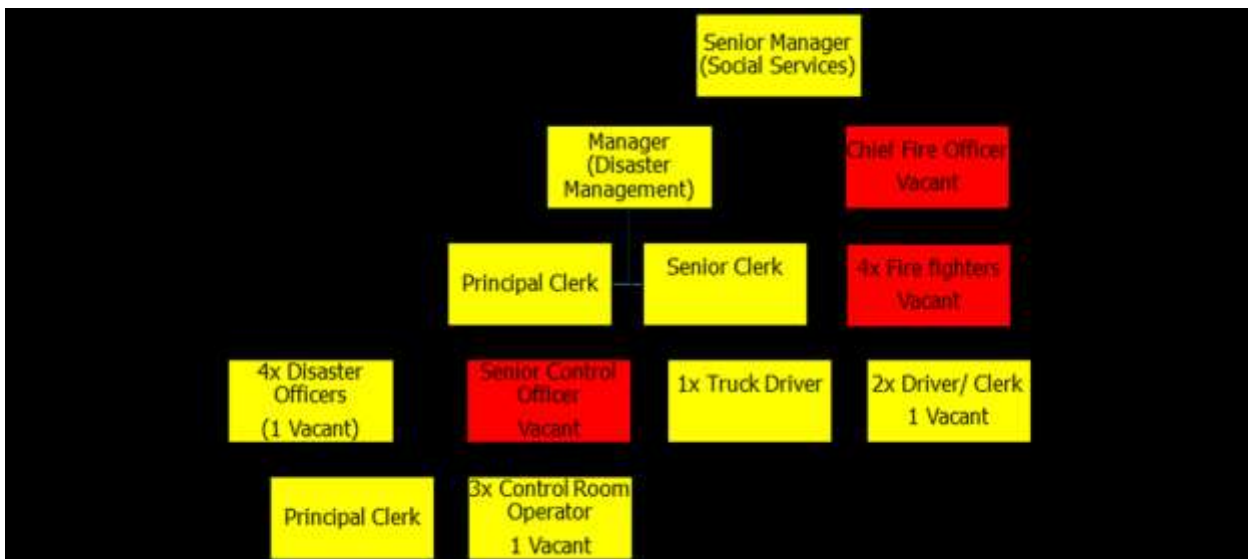 Senior Manager
(Social Services)
Manager
(Disaster
Management)
Chief Fire Officer
Vacant
Principal Clerk
Senior Clerk
4x Fire fighters
Vacant
4x Disaster
Officers
(1 Vacant)
Senior Control
Officer
Vacant
1x Truck Driver
2x Driver/ Clerk
1 Vacant
Principal Clerk
3x Control Room
Operator
1 Vacant